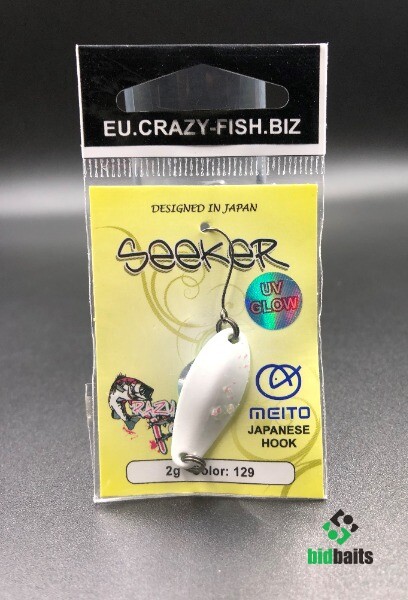 EU.CRAZY-FISH.BIZ
DESIGNED IN JAPAN
SEEKER
UV
GLOW
MEITO
JAPANESE
HOOK
2g Color: 129
bidbaits